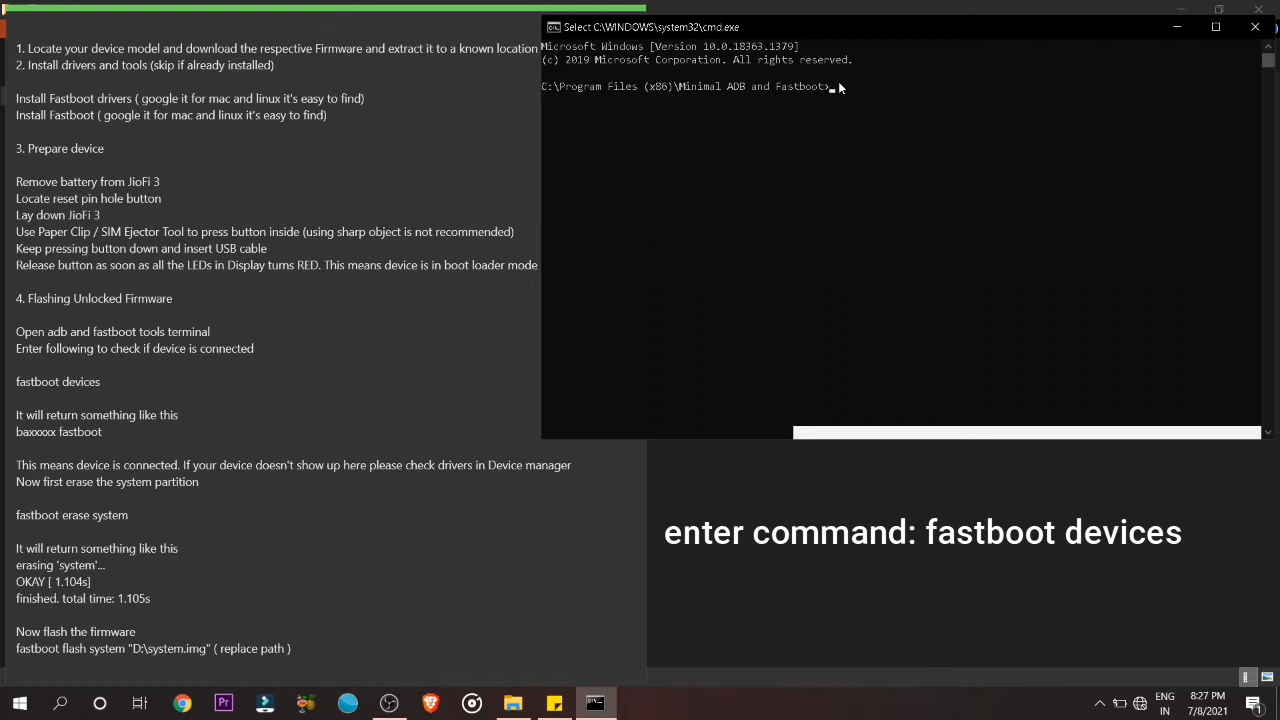 1. Locate your device model and download the respective Firmware and extract it to a known location
2. Install drivers and tools (skip if already installed)
Install Fastboot drivers ( google it for mac and linux it's easy to find)
Install Fastboot ( google it for mac and linux it's easy to find)
3. Prepare device
Remove battery from JioFi 3
Locate reset pin hole button
Lay down JioFi 3
Use Paper Clip / SIM Ejector Tool to press button inside (using sharp object is not recommended)
Keep pressing button down and insert USB cable
Release button as soon as all the LEDs in Display turns RED. This means device is in boot loader mode
4. Flashing Unlocked Firmware
Open adb and fastboot tools terminal
Enter following to check if device is connected
fastboot devices
It will return something like this
baxxxxx fastboot
This means device is connected. If your device doesn't show up here please check drivers in Device manager
Now first erase the system partition
fastboot erase system
It will return something like this
erasing 'system'...
OKAY [ 1.104s]
finished. total time: 1.105s
Now flash the firmware
fastboot flash system "D:\system.img" ( replace path )
Select C:\WINDOWS\system32\cmd.exe
Microsoft Windows [Version 10.0.18363.1379]
(c) 2019 Microsoft Corporation. All rights reserved.
C:\Program Files (x86)\Minimal ADB and Fastboot>
enter command: fastboot devices
Pr
ENG
IN
8:27 PM
7/8/2021
1